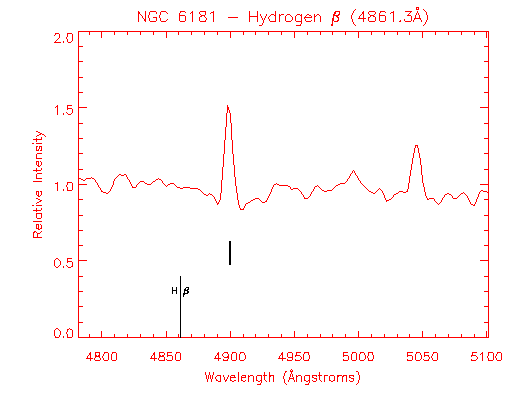 NGC 6181 – Hydrogen β (4861.3Å)
2.0
1.5
1.0
0.5
0.0
Relative Intensity
H β
4800 4850 4900 4950 5000 5050 5100
Wavelength (Ångstroms)